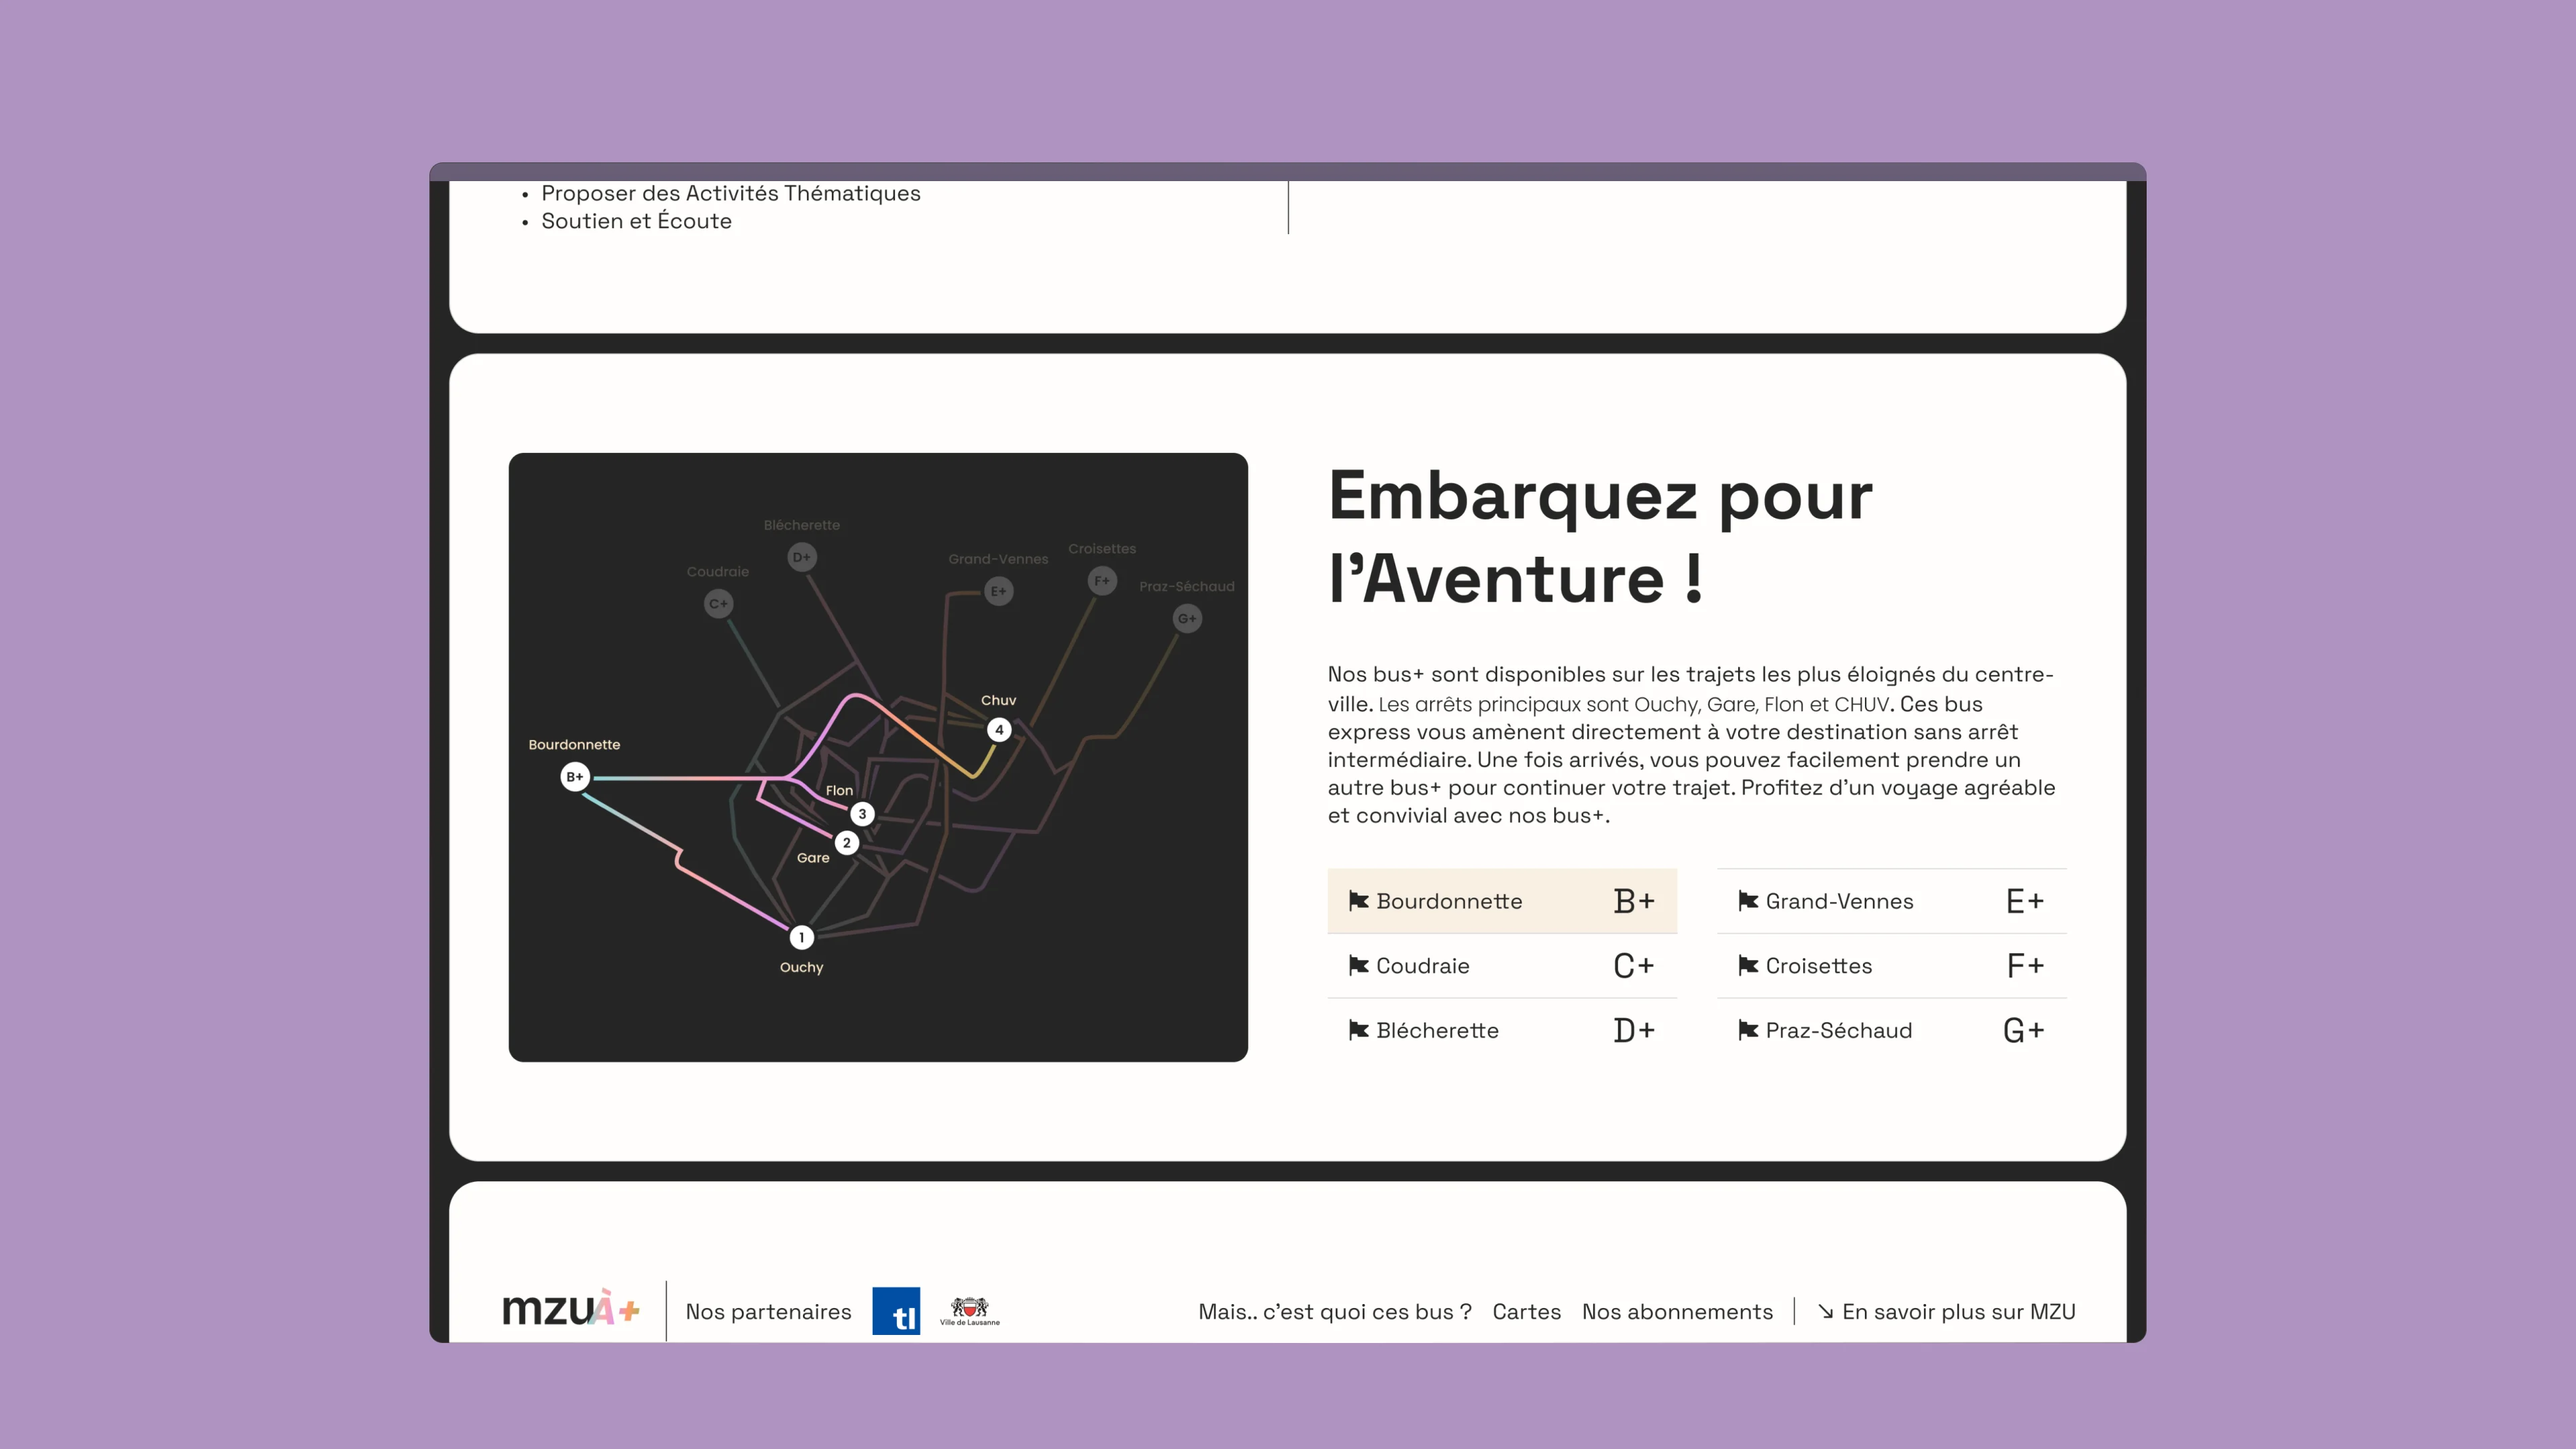 • Proposer des Activités Thématiques
• Soutien et Écoute
Blécherette
D+
Coudraie
C+
Grand-Vennes
E+
Croisettes
F+
Praz-Séchaud
G+
Chuv
4
Bourdonnette
B+
Flon
3
2
Gare
1
Ouchy
Embarquez pour
l’Aventure !
Nos bus+ sont disponibles sur les trajets les plus éloignés du centre-
ville. Les arrêts principaux sont Ouchy, Gare, Flon et CHUV. Ces bus
express vous amènent directement à votre destination sans arrêt
intermédiaire. Une fois arrivés, vous pouvez facilement prendre un
autre bus+ pour continuer votre trajet. Profitez d’un voyage agréable
et convivial avec nos bus+.
Bourdonnette B+
Coudraie C+
Blécherette D+
Grand-Vennes E+
Croisettes F+
Praz-Séchaud G+
mzuÀ+
Nos partenaires
tl
Ville de Lausanne
Mais.. c’est quoi ces bus ? Cartes Nos abonnements ↘ En savoir plus sur MZU